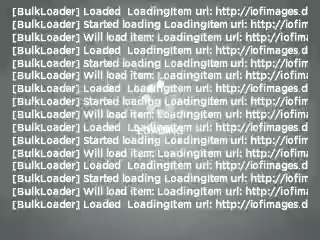 [BulkLoader] Loaded LoadingItem url: http://iofimages.d
[BulkLoader] Started loading LoadingItem url: http://iofir
[BulkLoader] Will load item: LoadingItem url: http://iofima
[BulkLoader] Loaded LoadingItem url: http://iofimages.d
[BulkLoader] Started loading LoadingItem url: http://iofir
[BulkLoader] Will load item: LoadingItem url: http://iofima
[BulkLoader] Loaded LoadingItem url: http://iofimages.d
[BulkLoader] Started loading LoadingItem url: http://iofir
[BulkLoader] Will load item: LoadingItem url: http://iofima
[BulkLoader] Loaded LoadingItem url: http://iofimages.d
[BulkLoader] Started loading LoadingItem url: http://iofir
[BulkLoader] Will load item: LoadingItem url: http://iofima
[BulkLoader] Loaded LoadingItem url: http://iofimages.d
[BulkLoader] Started loading LoadingItem url: http://iofir
[BulkLoader] Will load item: LoadingItem url: http://iofima
[BulkLoader] Loaded LoadingItem url: http://iofimages.d